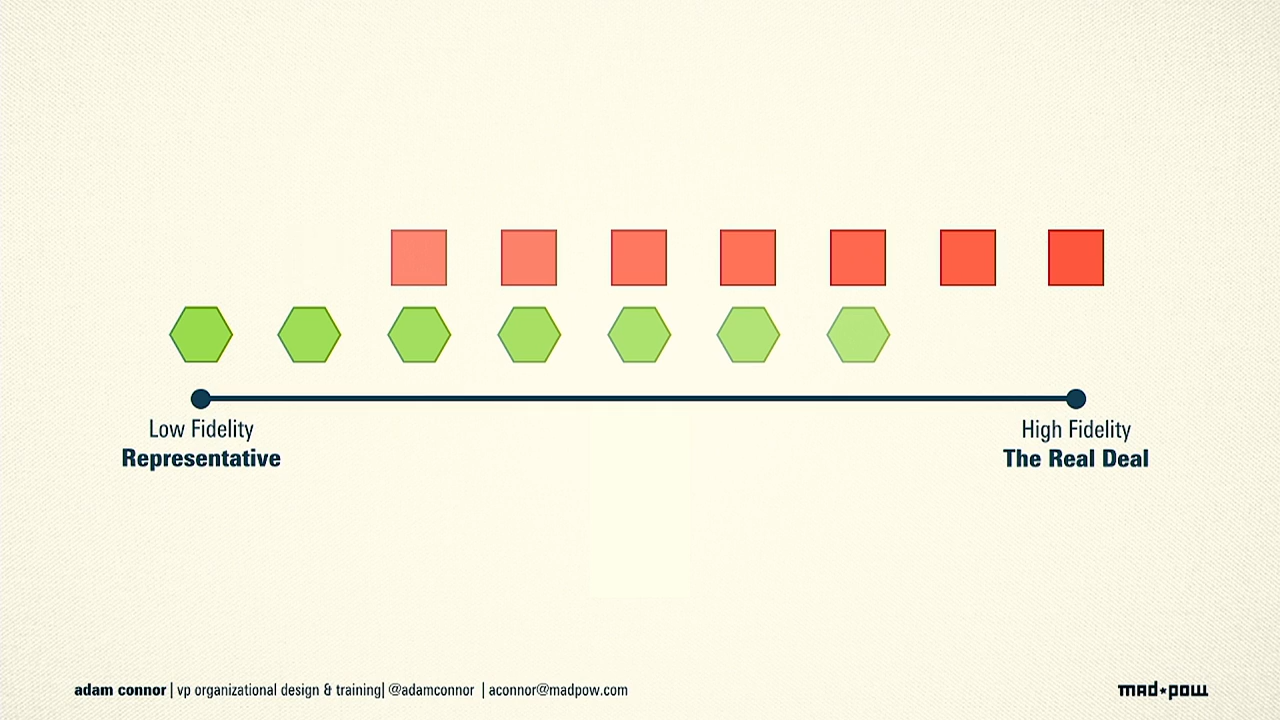 Low Fidelity
Representative
High Fidelity
The Real Deal
adam connor | vp organizational design & training| @adamconnor | aconnor@madpow.com
mad*pow